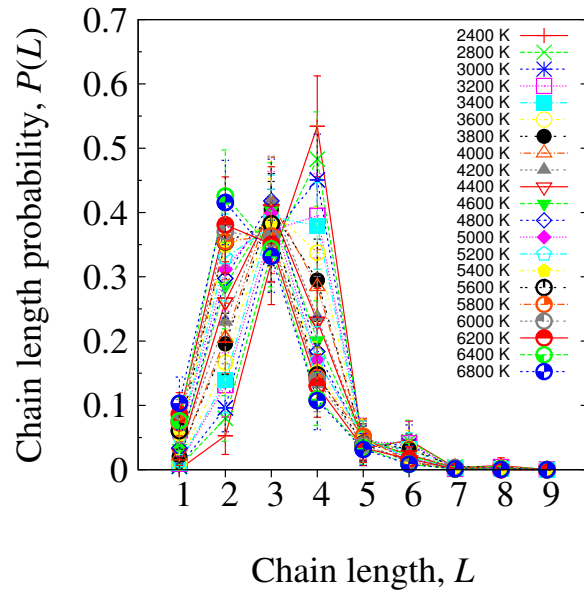 Chain length probability, P(L)
0.7
0.6
0.5
0.4
0.3
0.2
0.1
0
2400 K
2800 K
3000 K
3200 K
3400 K
3600 K
3800 K
4000 K
4200 K
4400 K
4600 K
4800 K
5000 K
5200 K
5400 K
5600 K
5800 K
6000 K
6200 K
6400 K
6800 K
1 2 3 4 5 6 7 8 9
Chain length, L